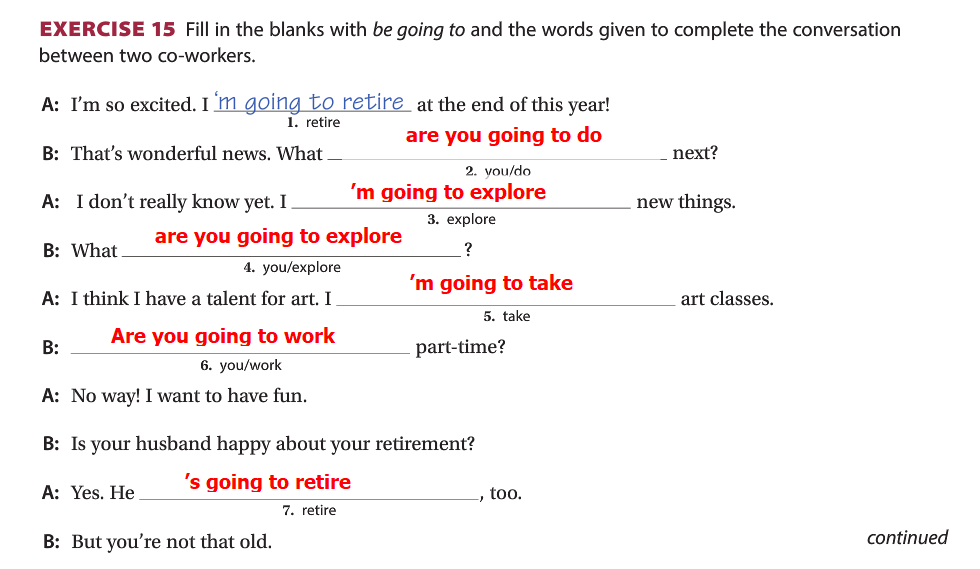 EXERCISE 15 Fill in the blanks with be going to and the words given to complete the conversation
between two co-workers.
A: I'm so excited. I 'm going to retire at the end of this year!
1. retire
are you going to do
B: That's wonderful news. What next?
2. you/do
'm going to explore
A: I don't really know yet. I new things.
3. explore
are you going to explore
B: What ?
4. you/explore
'm going to take
A: I think I have a talent for art. I art classes.
5. take
Are you going to work
B: part-time?
6. you/work
A: No way! I want to have fun.
B: Is your husband happy about your retirement?
's going to retire
A: Yes. He , too.
7. retire
B: But you're not that old.
continued